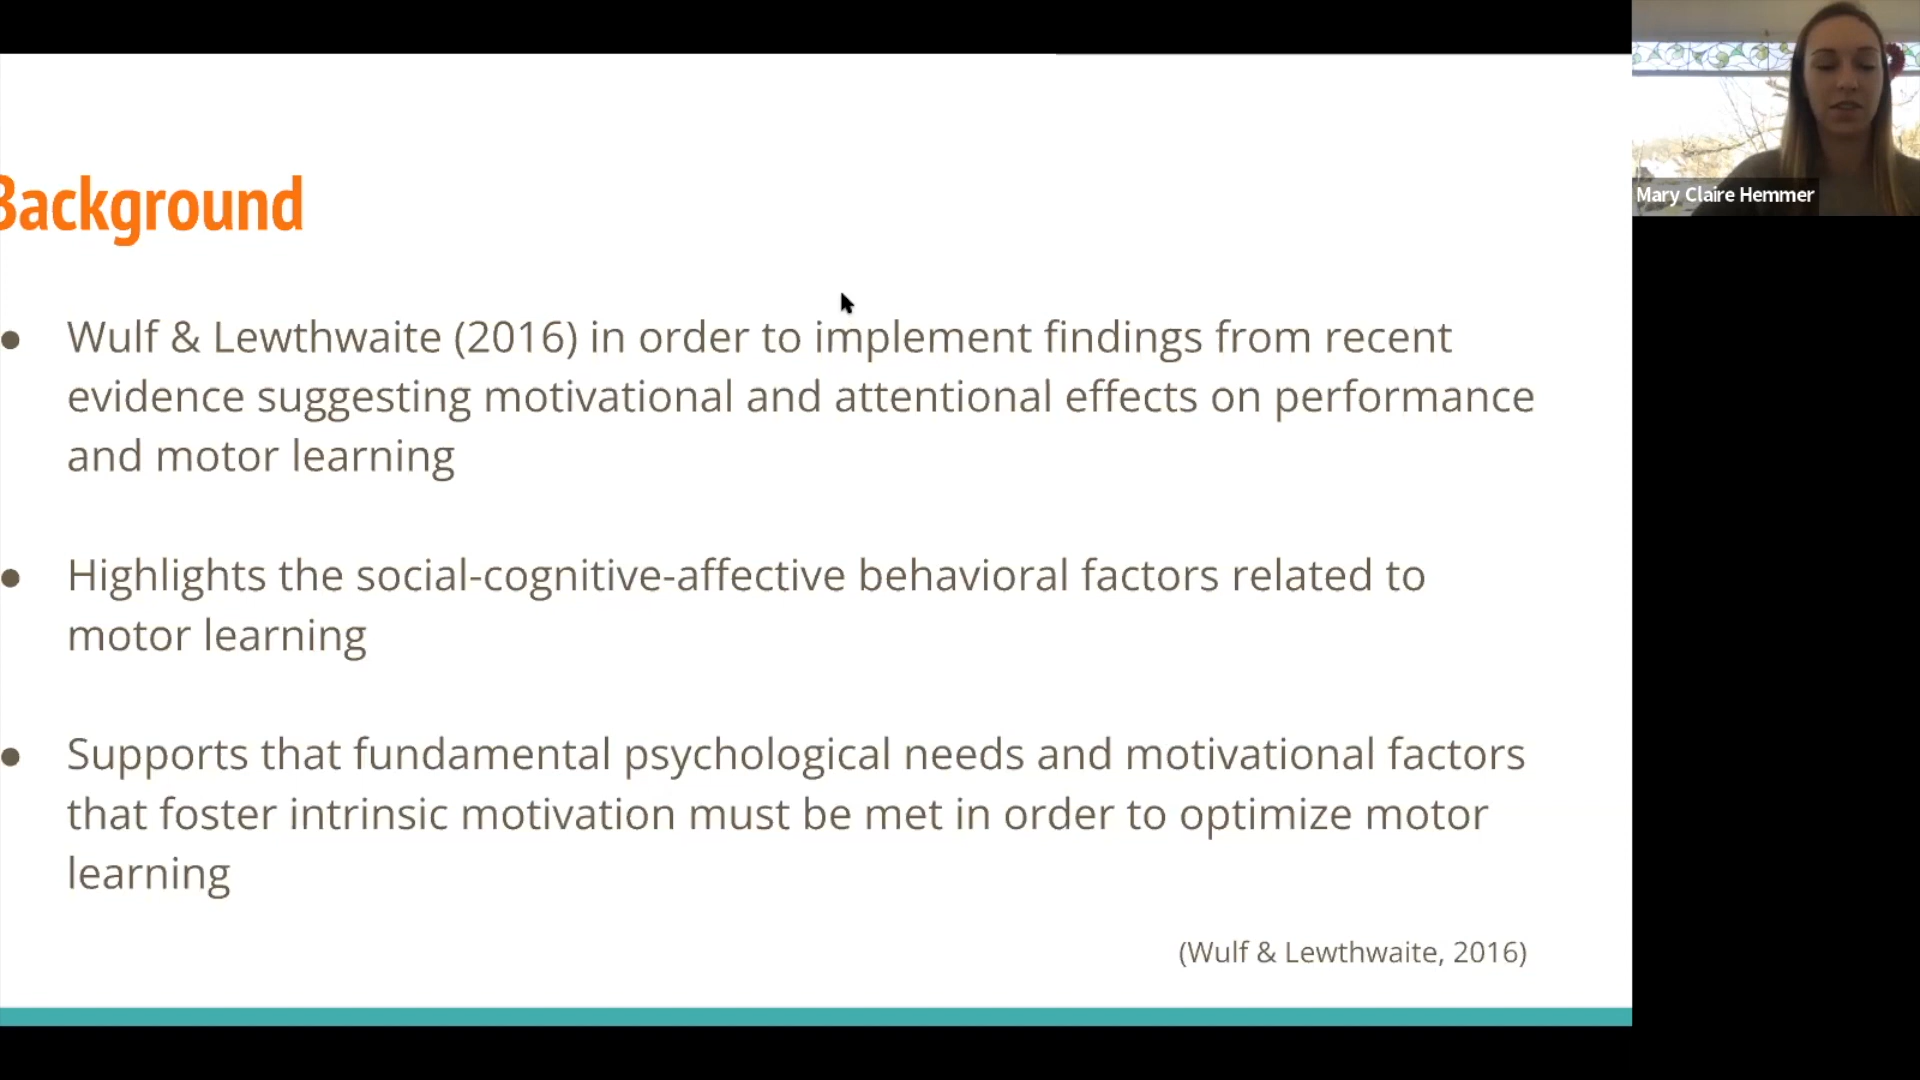 Background
● Wulf & Lewthwaite (2016) in order to implement findings from recent
evidence suggesting motivational and attentional effects on performance
and motor learning
● Highlights the social-cognitive-affective behavioral factors related to
motor learning
● Supports that fundamental psychological needs and motivational factors
that foster intrinsic motivation must be met in order to optimize motor
learning
(Wulf & Lewthwaite, 2016)
Mary Claire Hemmer